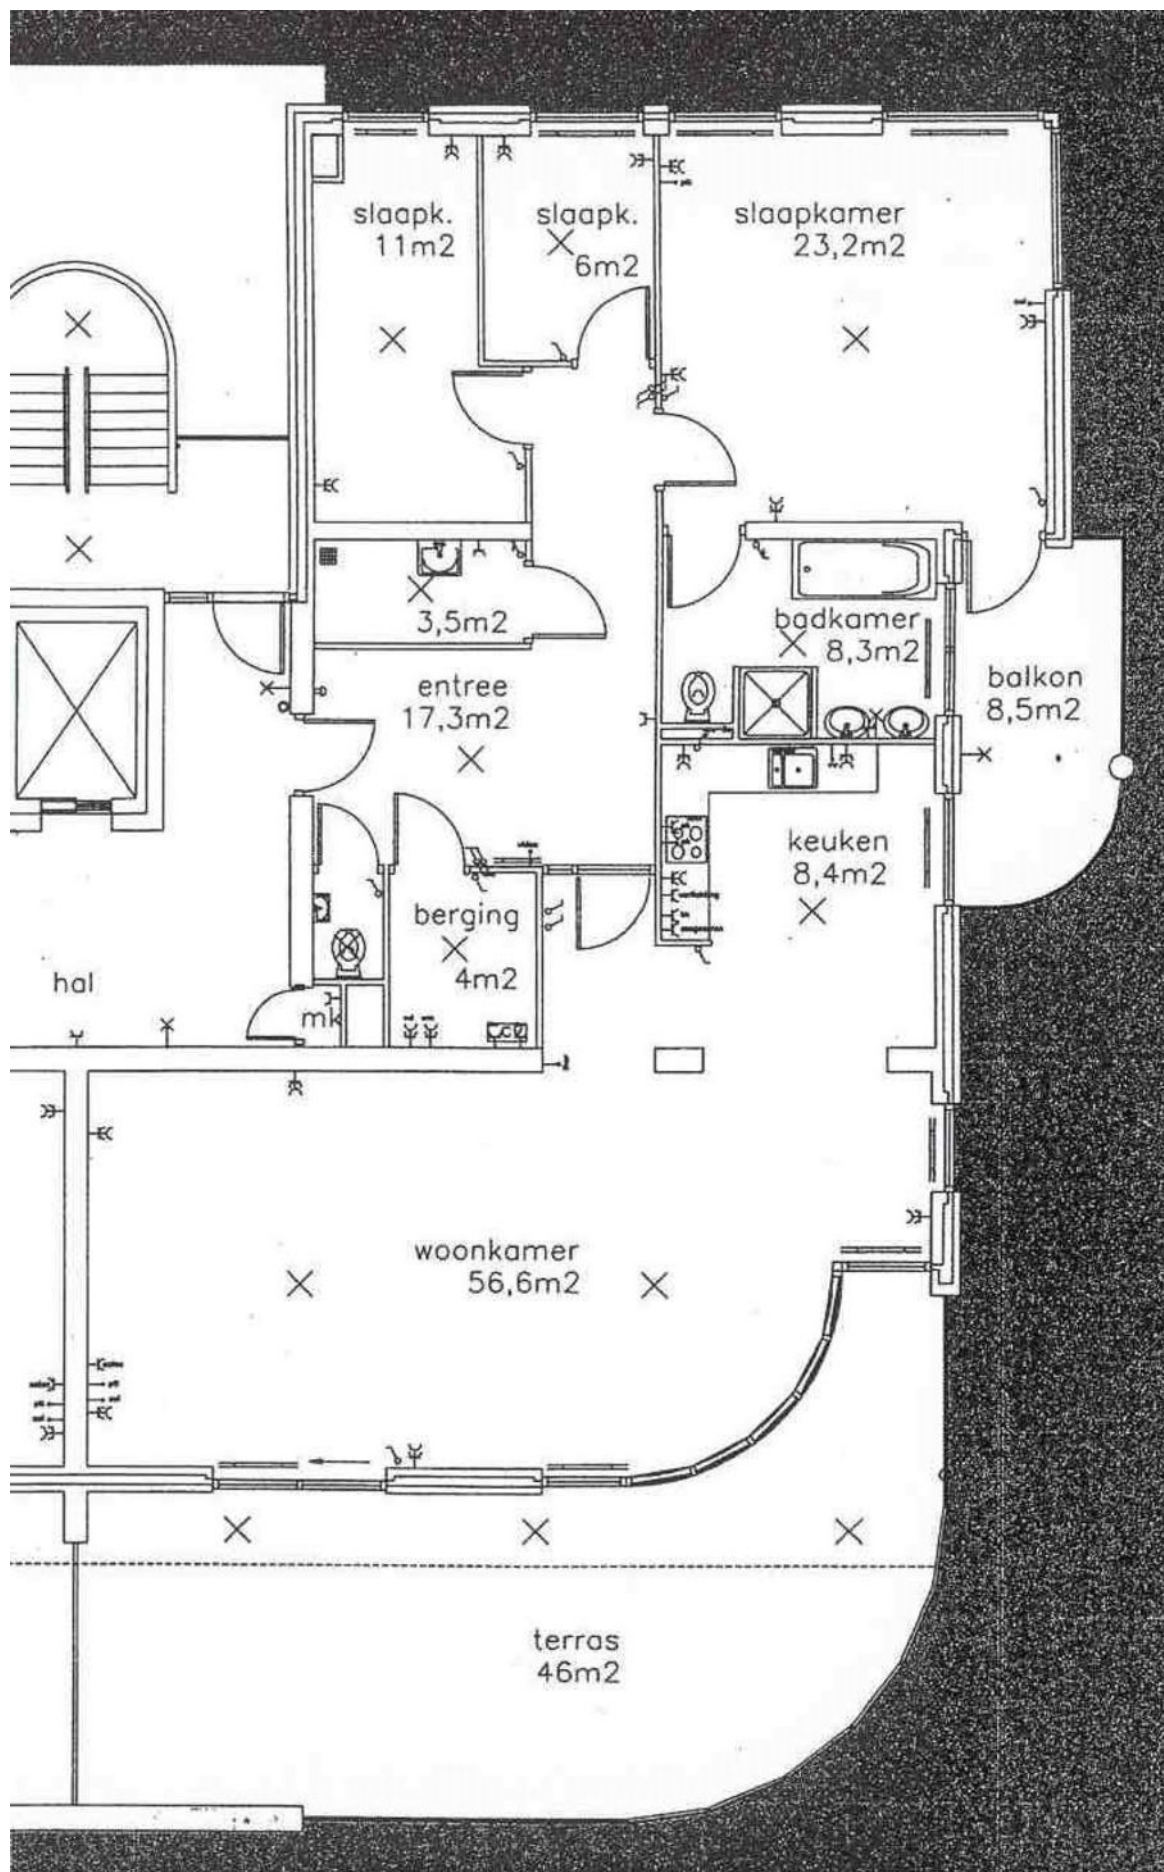 slaapk.
11m2
slaapk.
6m2
slaapkamer
23,2m2
3,5m2
badkamer
8,3m2
entree
17,3m2
balkon
8,5m2
keuken
8,4m2
berging
4m2
hal
mk
woonkamer
56,6m2
terras
46m2